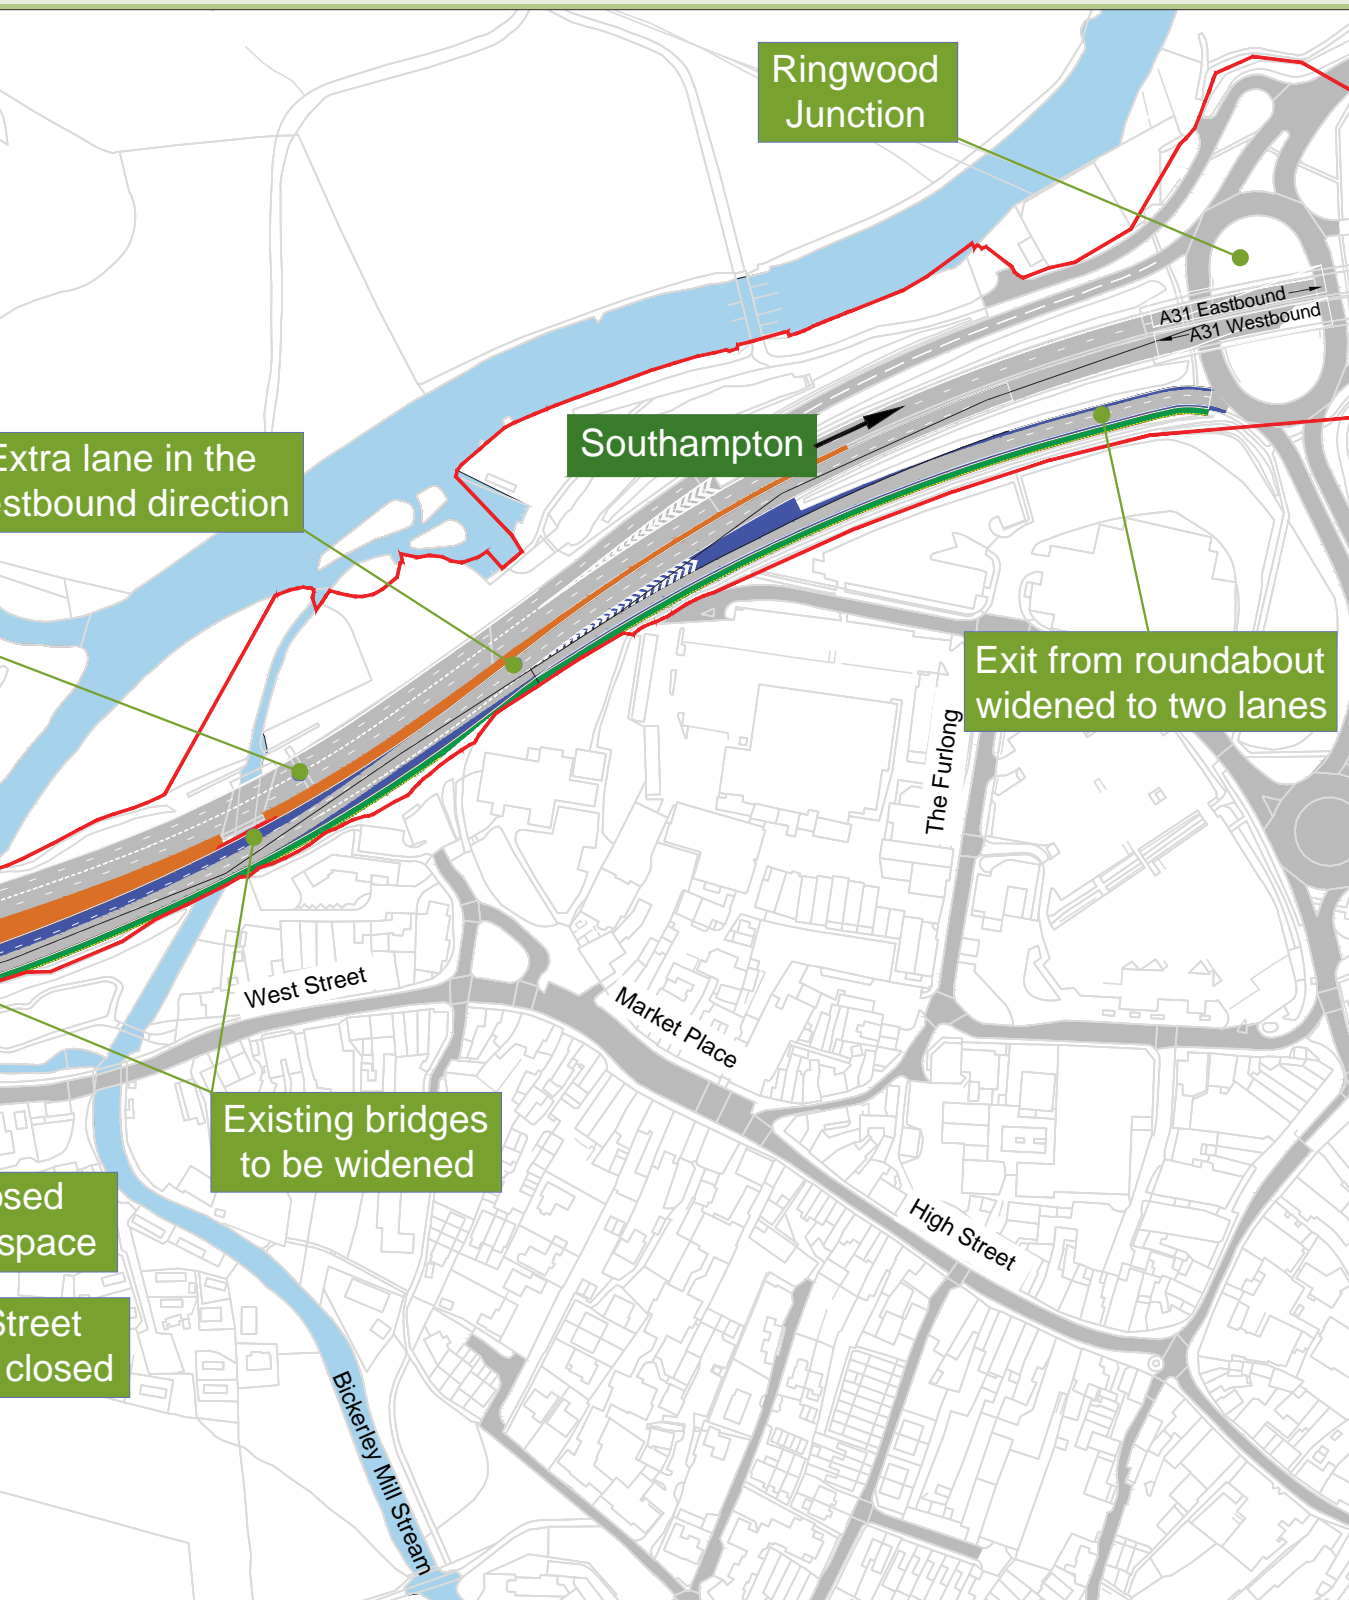 Ringwood
Junction
A31 Eastbound
A31 Westbound
Southampton
Extra lane in the
stbound direction
Exit from roundabout
widened to two lanes
The Furlong
West Street
Market Place
Existing bridges
to be widened
osed
space
High Street
Street
closed
Bickerley Mill Stream